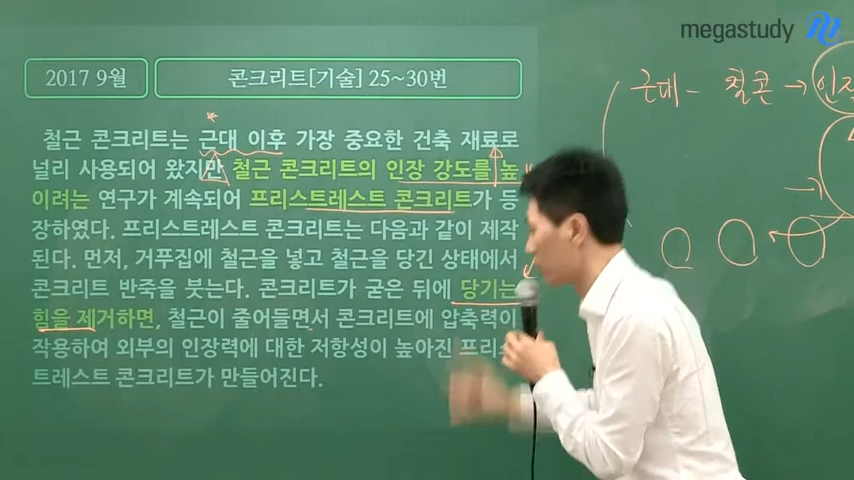 megastudy
2017 9월
콘크리트[기술] 25~30번
근대 - 철콘 → 인장
철근 콘크리트는 근대 이후 가장 중요한 건축 재료로
널리 사용되어 왔지만 철근 콘크리트의 인장 강도를 높
이려는 연구가 계속되어 프리스트레스트 콘크리트가 등
장하였다. 프리스트레스트 콘크리트는 다음과 같이 제작
된다. 먼저, 거푸집에 철근을 넣고 철근을 당긴 상태에서
콘크리트 반죽을 붓는다. 콘크리트가 굳은 뒤에 당기는
힘을 제거하면, 철근이 줄어들면서 콘크리트에 압축력이
작용하여 외부의 인장력에 대한 저항성이 높아진 프리스
트레스트 콘크리트가 만들어진다.